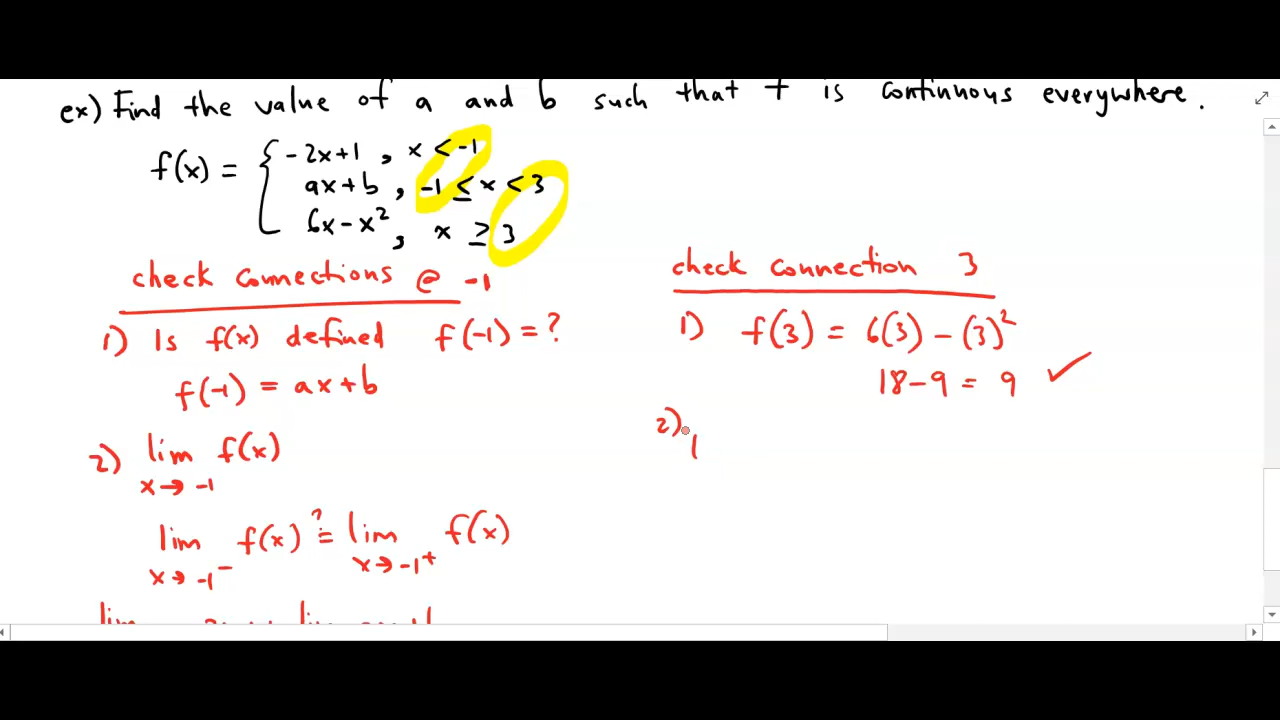 ex) Find the value of a and b such that f is continuous everywhere.
f(x) = { -2x+1, x < -1
ax+b, -1 ≤ x < 3
6x-x², x ≥ 3
check connections @ -1
1) Is f(x) defined f(-1) = ?
f(-1) = ax+b
2) lim f(x)
x→-1
lim f(x) ?= lim f(x)
x→-1⁻ x→-1⁺
lim lim
check connection 3
1) f(3) = 6(3) - (3)²
18-9 = 9 ✓
2)